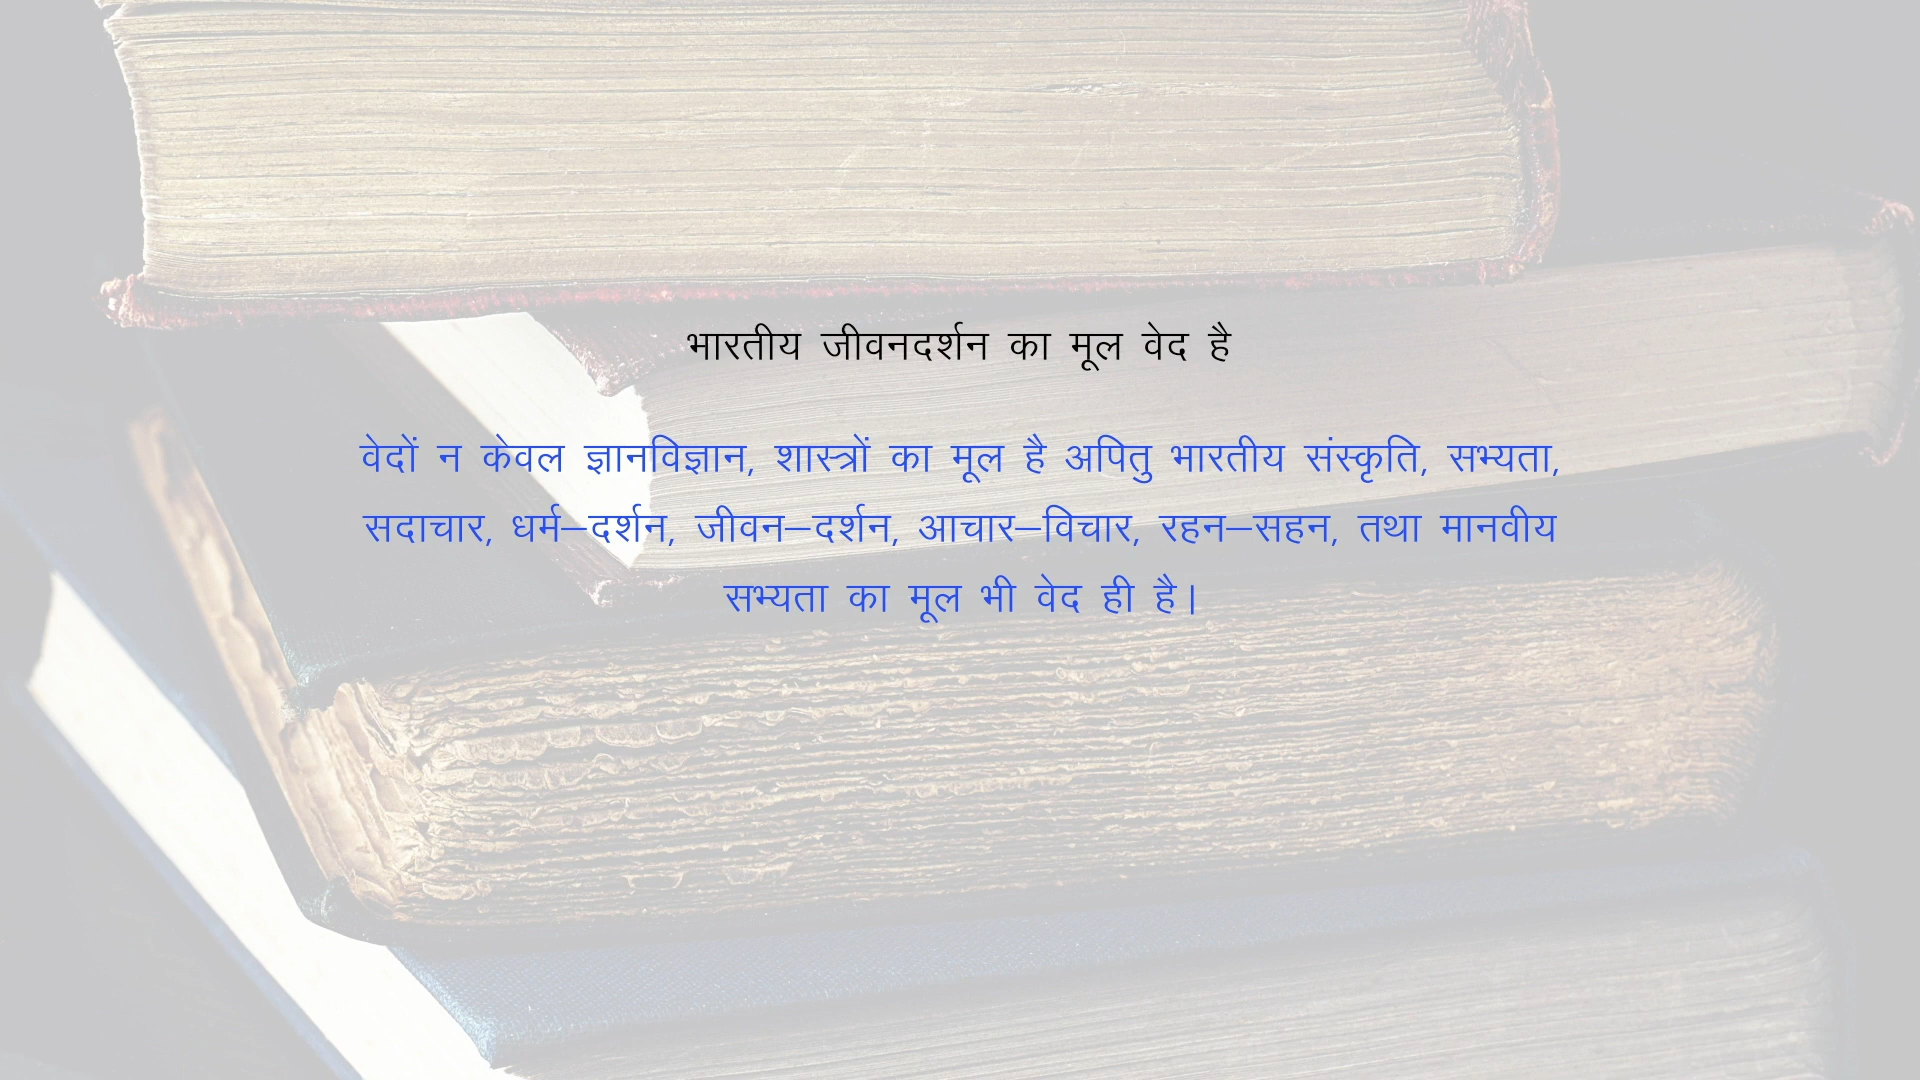 भारतीय जीवनदर्शन का मूल वेद है
वेदों न केवल ज्ञानविज्ञान, शास्त्रों का मूल है अपितु भारतीय संस्कृति, सभ्यता,
सदाचार, धर्म–दर्शन, जीवन–दर्शन, आचार–विचार, रहन–सहन, तथा मानवीय
सभ्यता का मूल भी वेद ही है।